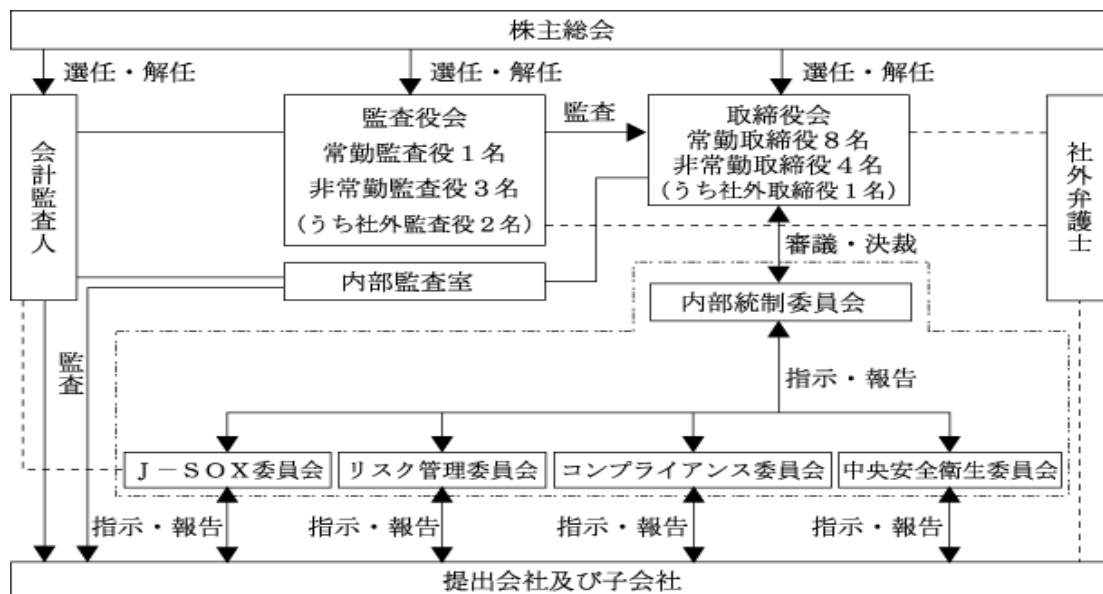 株主総会
選任・解任
選任・解任
選任・解任
会計監査人
監査役会
常勤監査役１名
非常勤監査役３名
(うち社外監査役２名)
監査
取締役会
常勤取締役８名
非常勤取締役４名
(うち社外取締役１名)
社外弁護士
審議・決裁
内部監査室
内部統制委員会
監査
指示・報告
Ｊ－ＳＯＸ委員会
リスク管理委員会
コンプライアンス委員会
中央安全衛生委員会
指示・報告
指示・報告
指示・報告
指示・報告
提出会社及び子会社